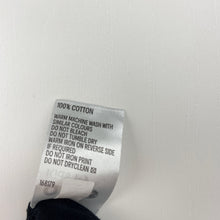 100% COTTON
WARM MACHINE WASH WITH
SIMILAR COLOURS
DO NOT BLEACH
DO NOT TUMBLE DRY
WARM IRON ON REVERSE SIDE
IF REQUIRED
DO NOT IRON PRINT
DO NOT DRYCLEAN
168179